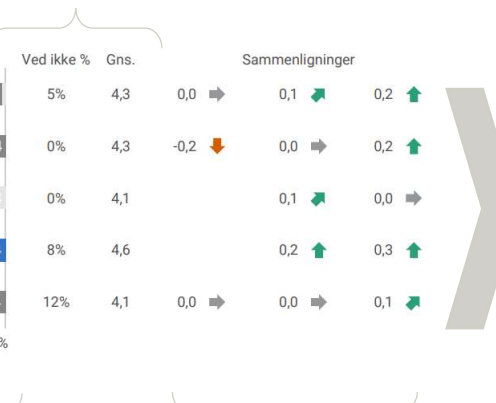 Ved ikke % Gns. Sammenligninger
5% 4,3 0,0 0,1 0,2
0% 4,3 -0,2 0,0 0,2
0% 4,1 0,1 0,0
8% 4,6 0,2 0,3
12% 4,1 0,0 0,0 0,1
%